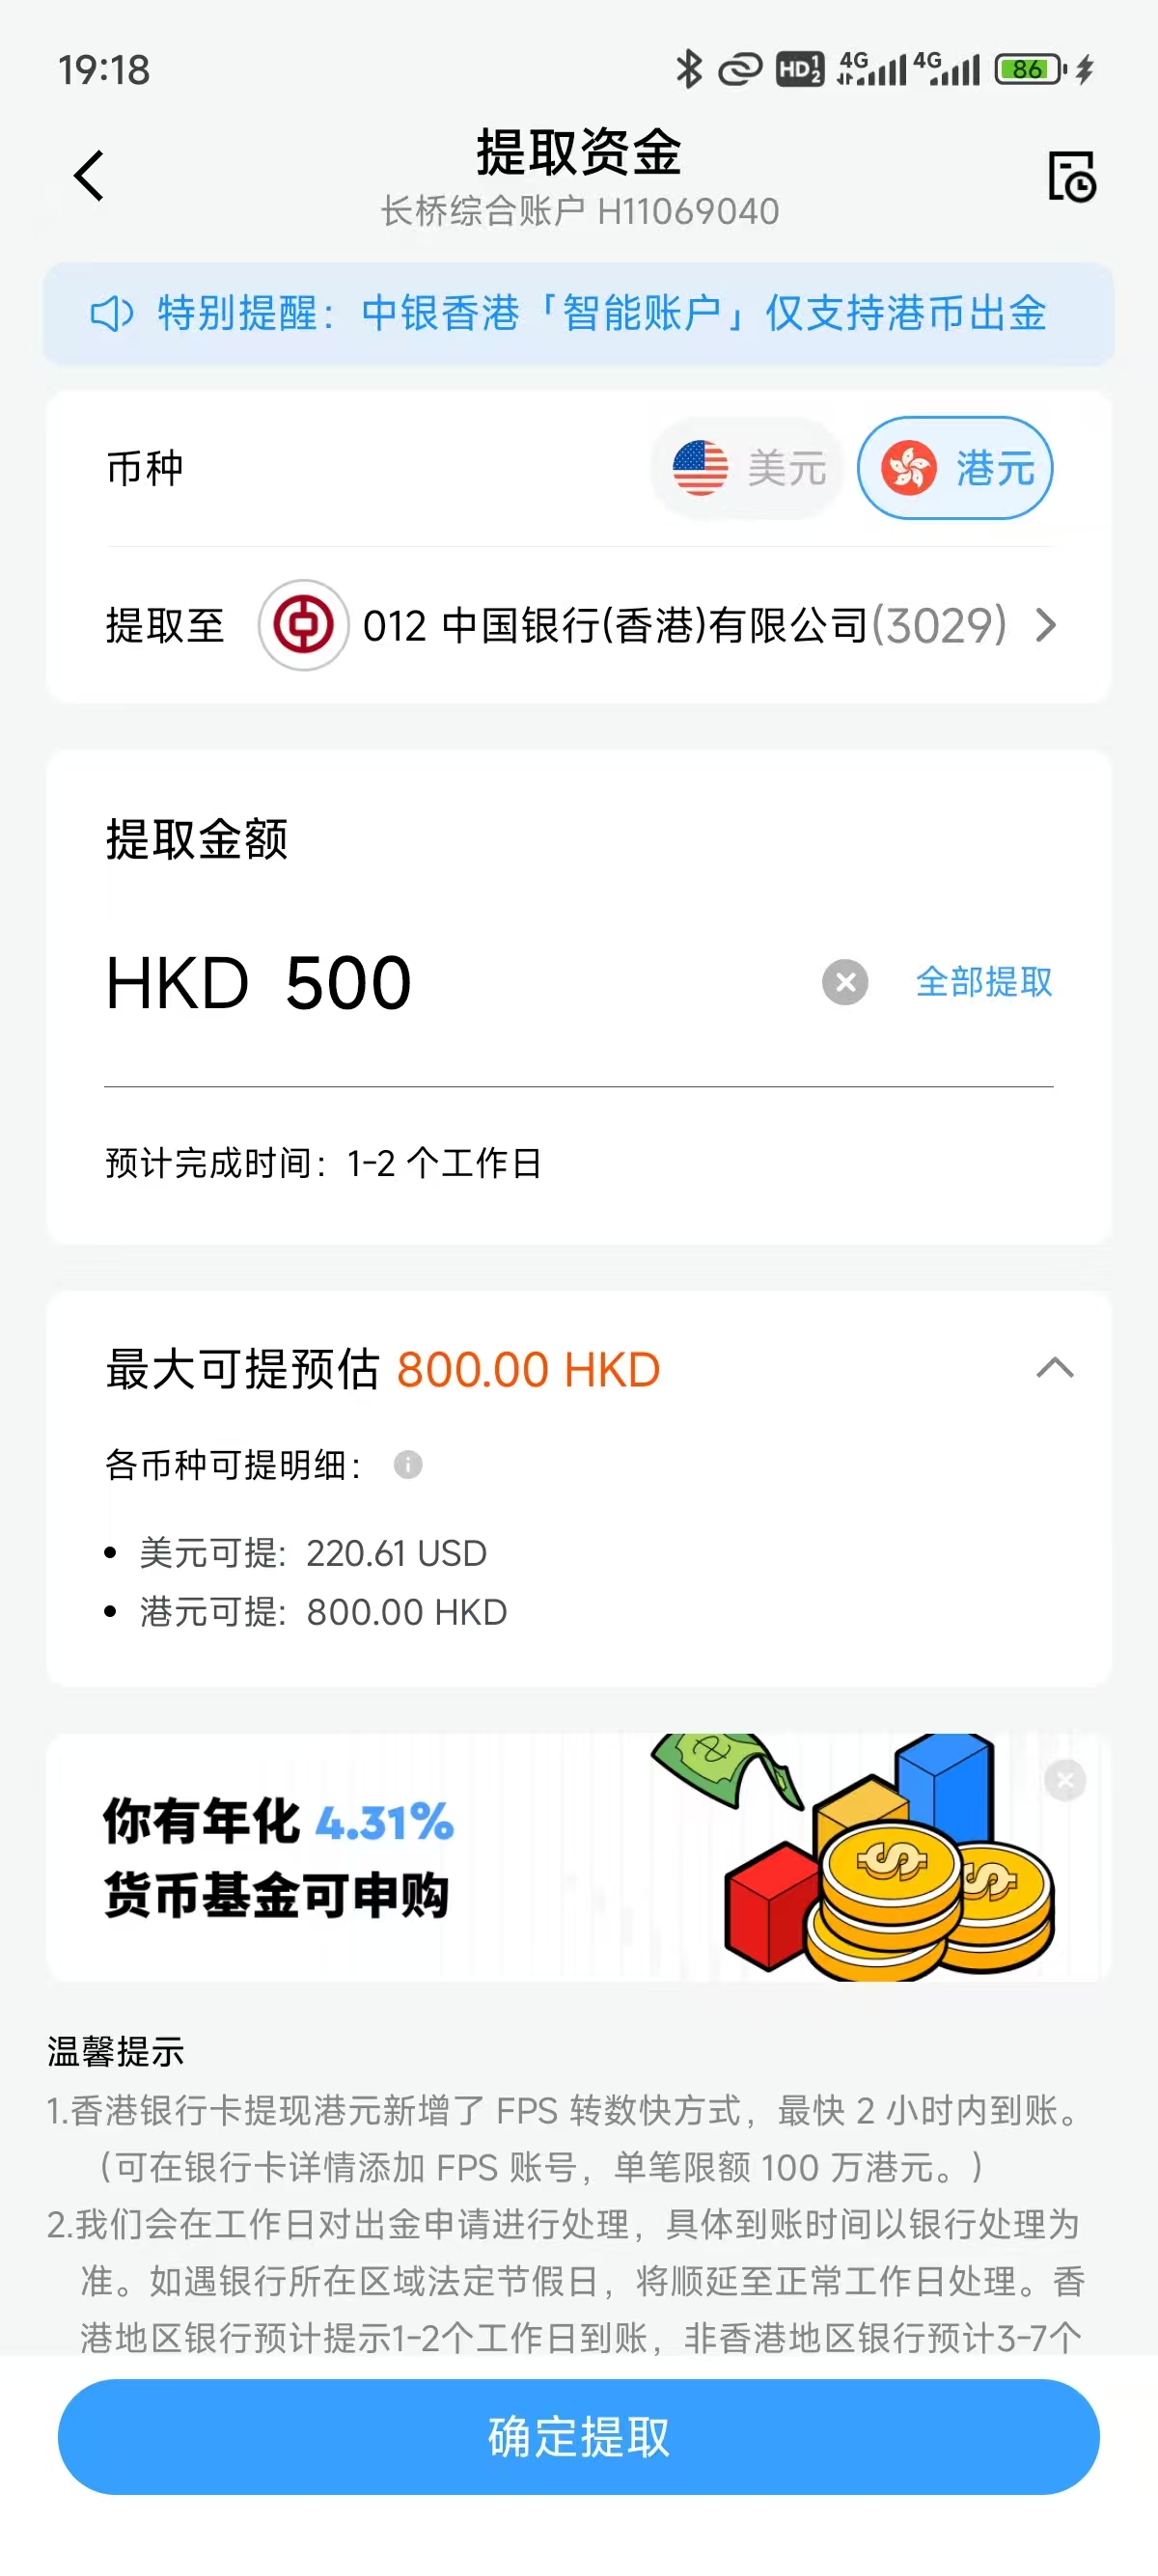 19:18
HD 1 2 4G 4G 86
提取资金
长桥综合账户 H11069040
特别提醒：中银香港「智能账户」仅支持港币出金
币种 美元 港元
提取至 012 中国银行(香港)有限公司(3029)
提取金额
HKD 500 全部提取
预计完成时间：1-2 个工作日
最大可提预估 800.00 HKD
各币种可提明细：
• 美元可提: 220.61 USD
• 港元可提: 800.00 HKD
你有年化 4.31%
货币基金可申购
温馨提示
1.香港银行卡提现港元新增了 FPS 转数快方式，最快 2 小时内到账。
（可在银行卡详情添加 FPS 账号，单笔限额 100 万港元。）
2.我们会在工作日对出金申请进行处理，具体到账时间以银行处理为
准。如遇银行所在区域法定节假日，将顺延至正常工作日处理。香
港地区银行预计提示1-2个工作日到账，非香港地区银行预计3-7个
确定提取